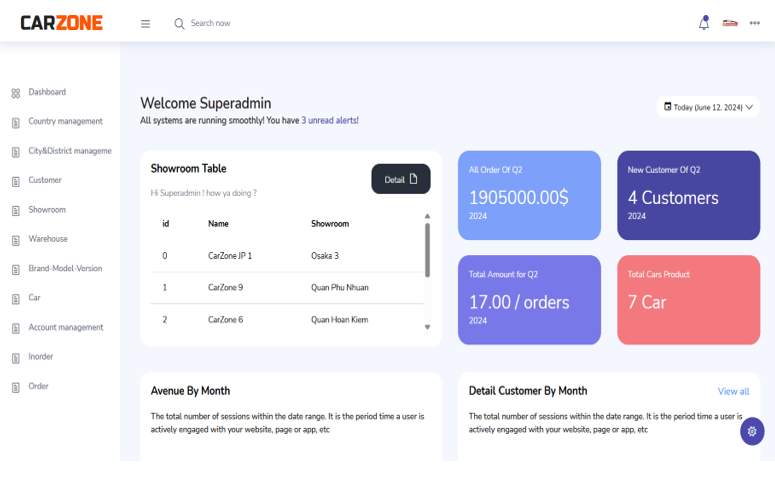 CARZONE
Search now
Dashboard
Country management
City&District manageme
Customer
Showroom
Warehouse
Brand-Model-Version
Car
Account management
Inorder
Order
Welcome Superadmin
All systems are running smoothly! You have 3 unread alerts!
Today (June 12, 2024)
Showroom Table
Hi Superadmin ! how ya doing ?
Detail
id Name Showroom
0 CarZone JP 1 Osaka 3
1 CarZone 9 Quan Phu Nhuan
2 CarZone 6 Quan Hoan Kiem
All Order Of Q2
1905000.00$
2024
New Customer Of Q2
4 Customers
2024
Total Amount for Q2
17.00 / orders
2024
Total Cars Product
7 Car
Avenue By Month
The total number of sessions within the date range. It is the period time a user is
actively engaged with your website, page or app, etc
Detail Customer By Month
View all
The total number of sessions within the date range. It is the period time a user is
actively engaged with your website, page or app, etc